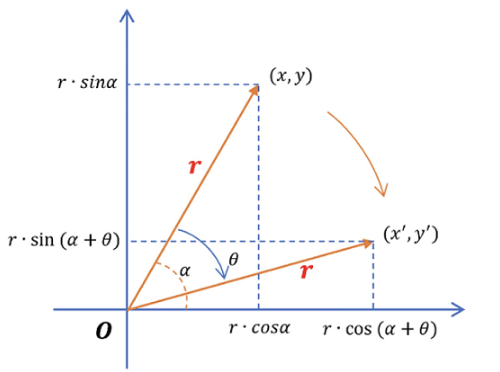 r · sinα
(x, y)
r
r · sin (α + θ)
(x′, y′)
θ
α
r
O
r · cosα
r · cos (α + θ)